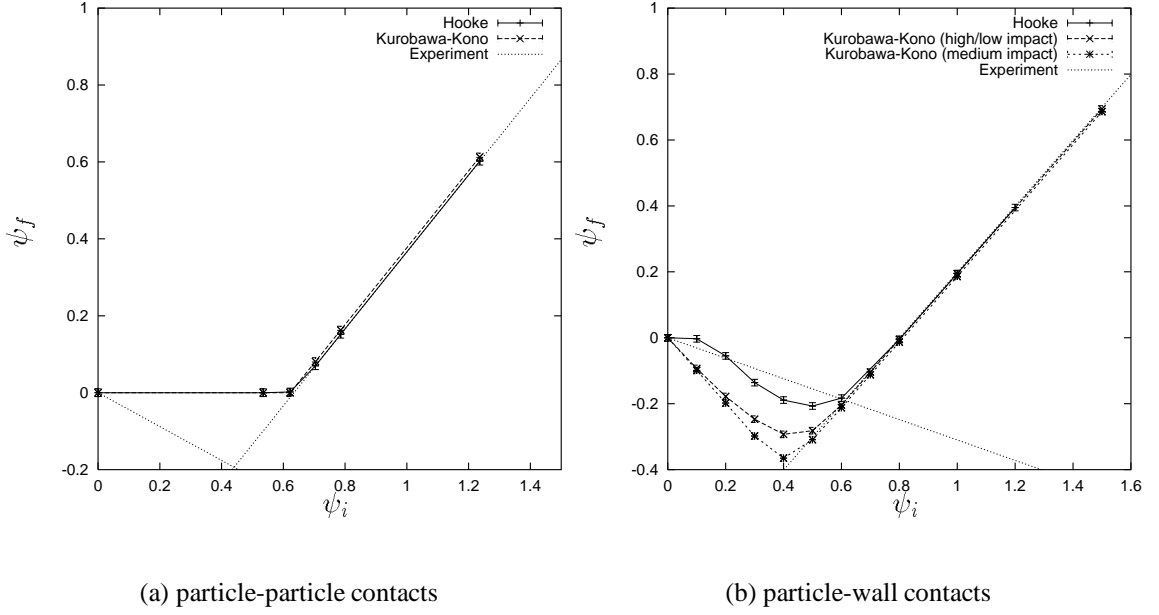 Hooke
Kurobawa-Kono
Experiment
1
0.8
0.6
0.4
0.2
0
-0.2
0 0.2 0.4 0.6 0.8 1 1.2 1.4
ψf
ψi
(a) particle-particle contacts
Hooke
Kurobawa-Kono (high/low impact)
Kurobawa-Kono (medium impact)
Experiment
1
0.8
0.6
0.4
0.2
0
-0.2
-0.4
0 0.2 0.4 0.6 0.8 1 1.2 1.4 1.6
ψf
ψi
(b) particle-wall contacts